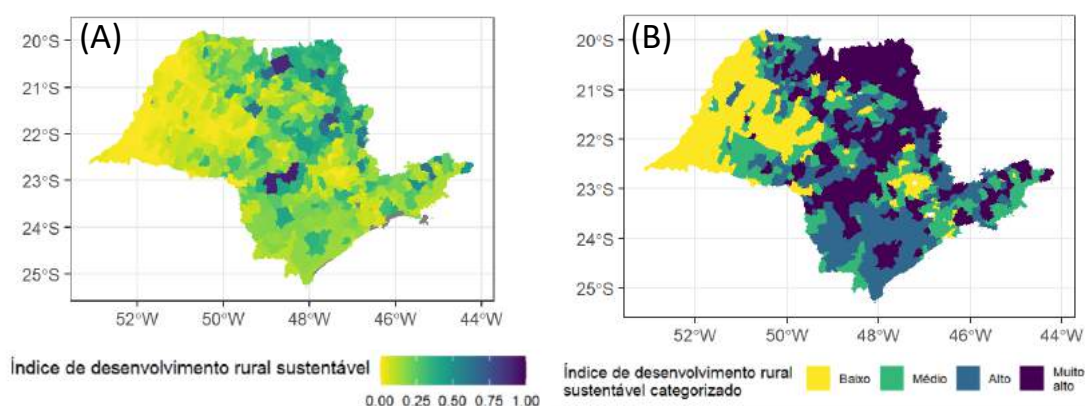 (A)
20°S
21°S
22°S
23°S
24°S
25°S
52°W 50°W 48°W 46°W 44°W
Índice de desenvolvimento rural sustentável
0.00 0.25 0.50 0.75 1.00
(B)
20°S
21°S
22°S
23°S
24°S
25°S
52°W 50°W 48°W 46°W 44°W
Índice de desenvolvimento rural
sustentável categorizado
Baixo Médio Alto Muito
alto